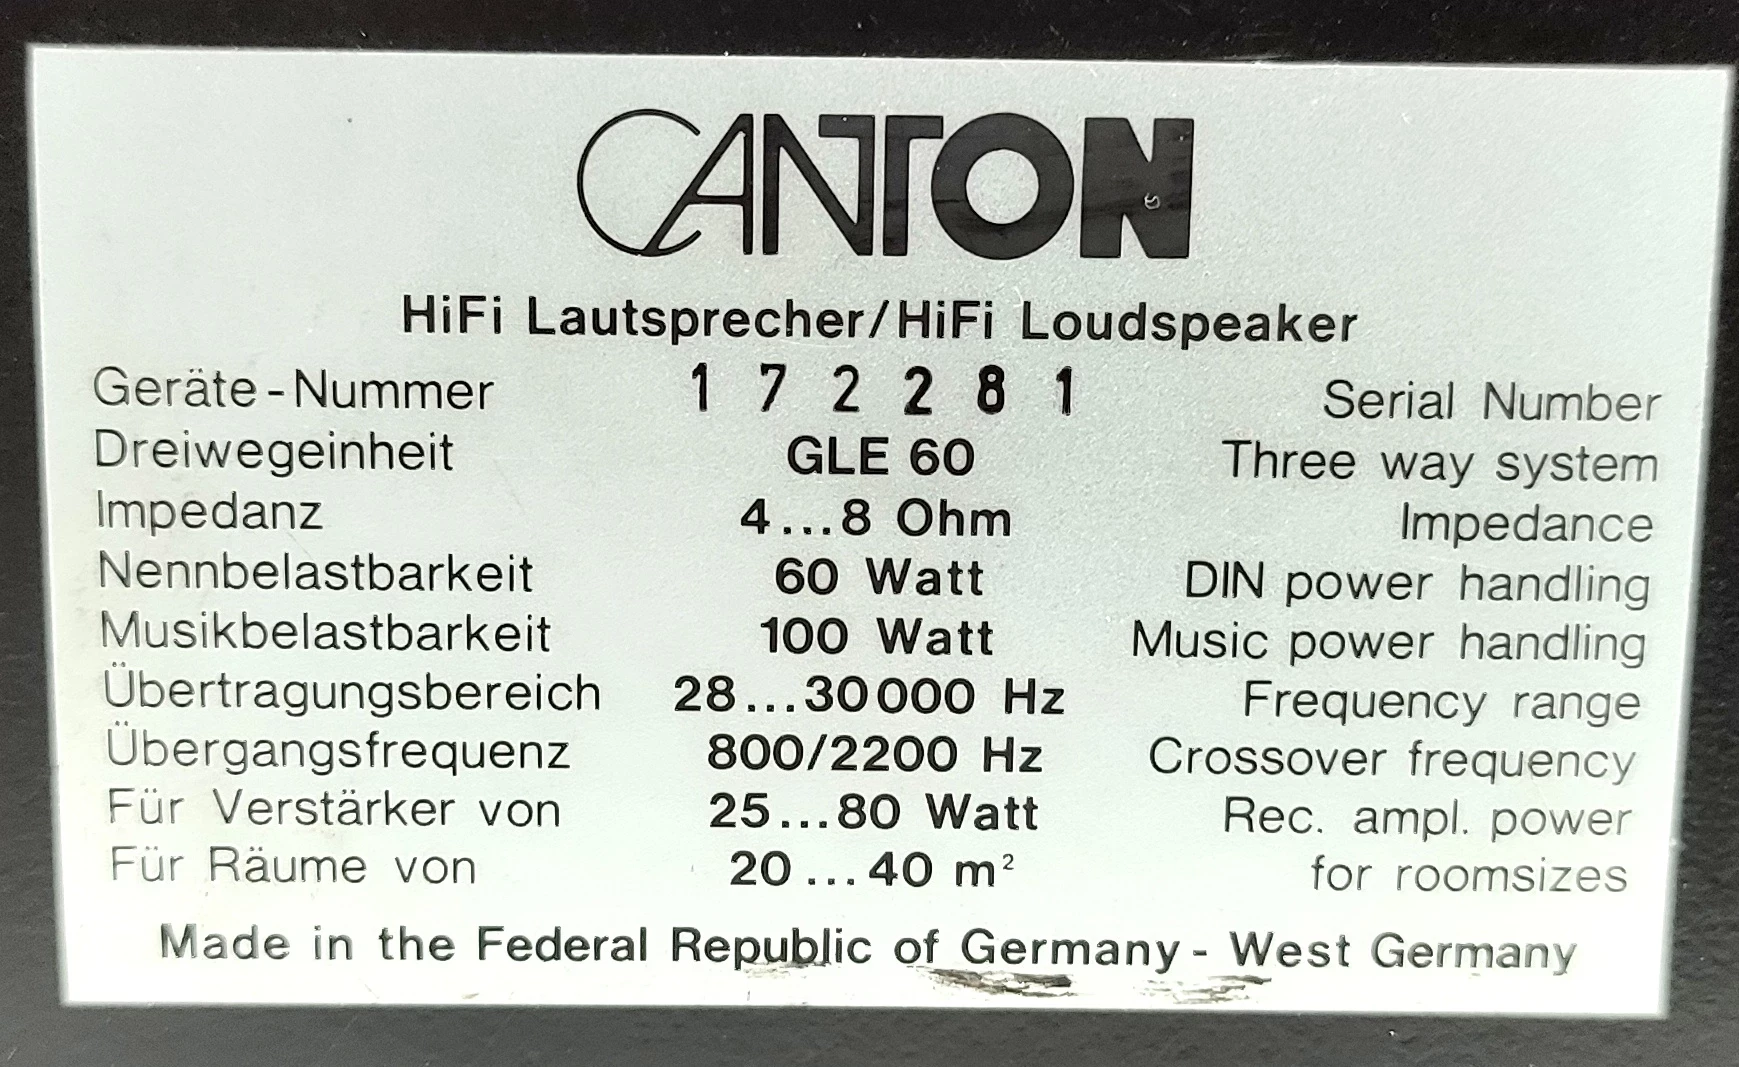 CANTON
HiFi Lautsprecher/HiFi Loudspeaker
Geräte-Nummer 1 7 2 2 8 1 Serial Number
Dreiwegeinheit GLE 60 Three way system
Impedanz 4...8 Ohm Impedance
Nennbelastbarkeit 60 Watt DIN power handling
Musikbelastbarkeit 100 Watt Music power handling
Übertragungsbereich 28...30000 Hz Frequency range
Übergangsfrequenz 800/2200 Hz Crossover frequency
Für Verstärker von 25...80 Watt Rec. ampl. power
Für Räume von 20...40 m² for roomsizes
Made in the Federal Republic of Germany - West Germany